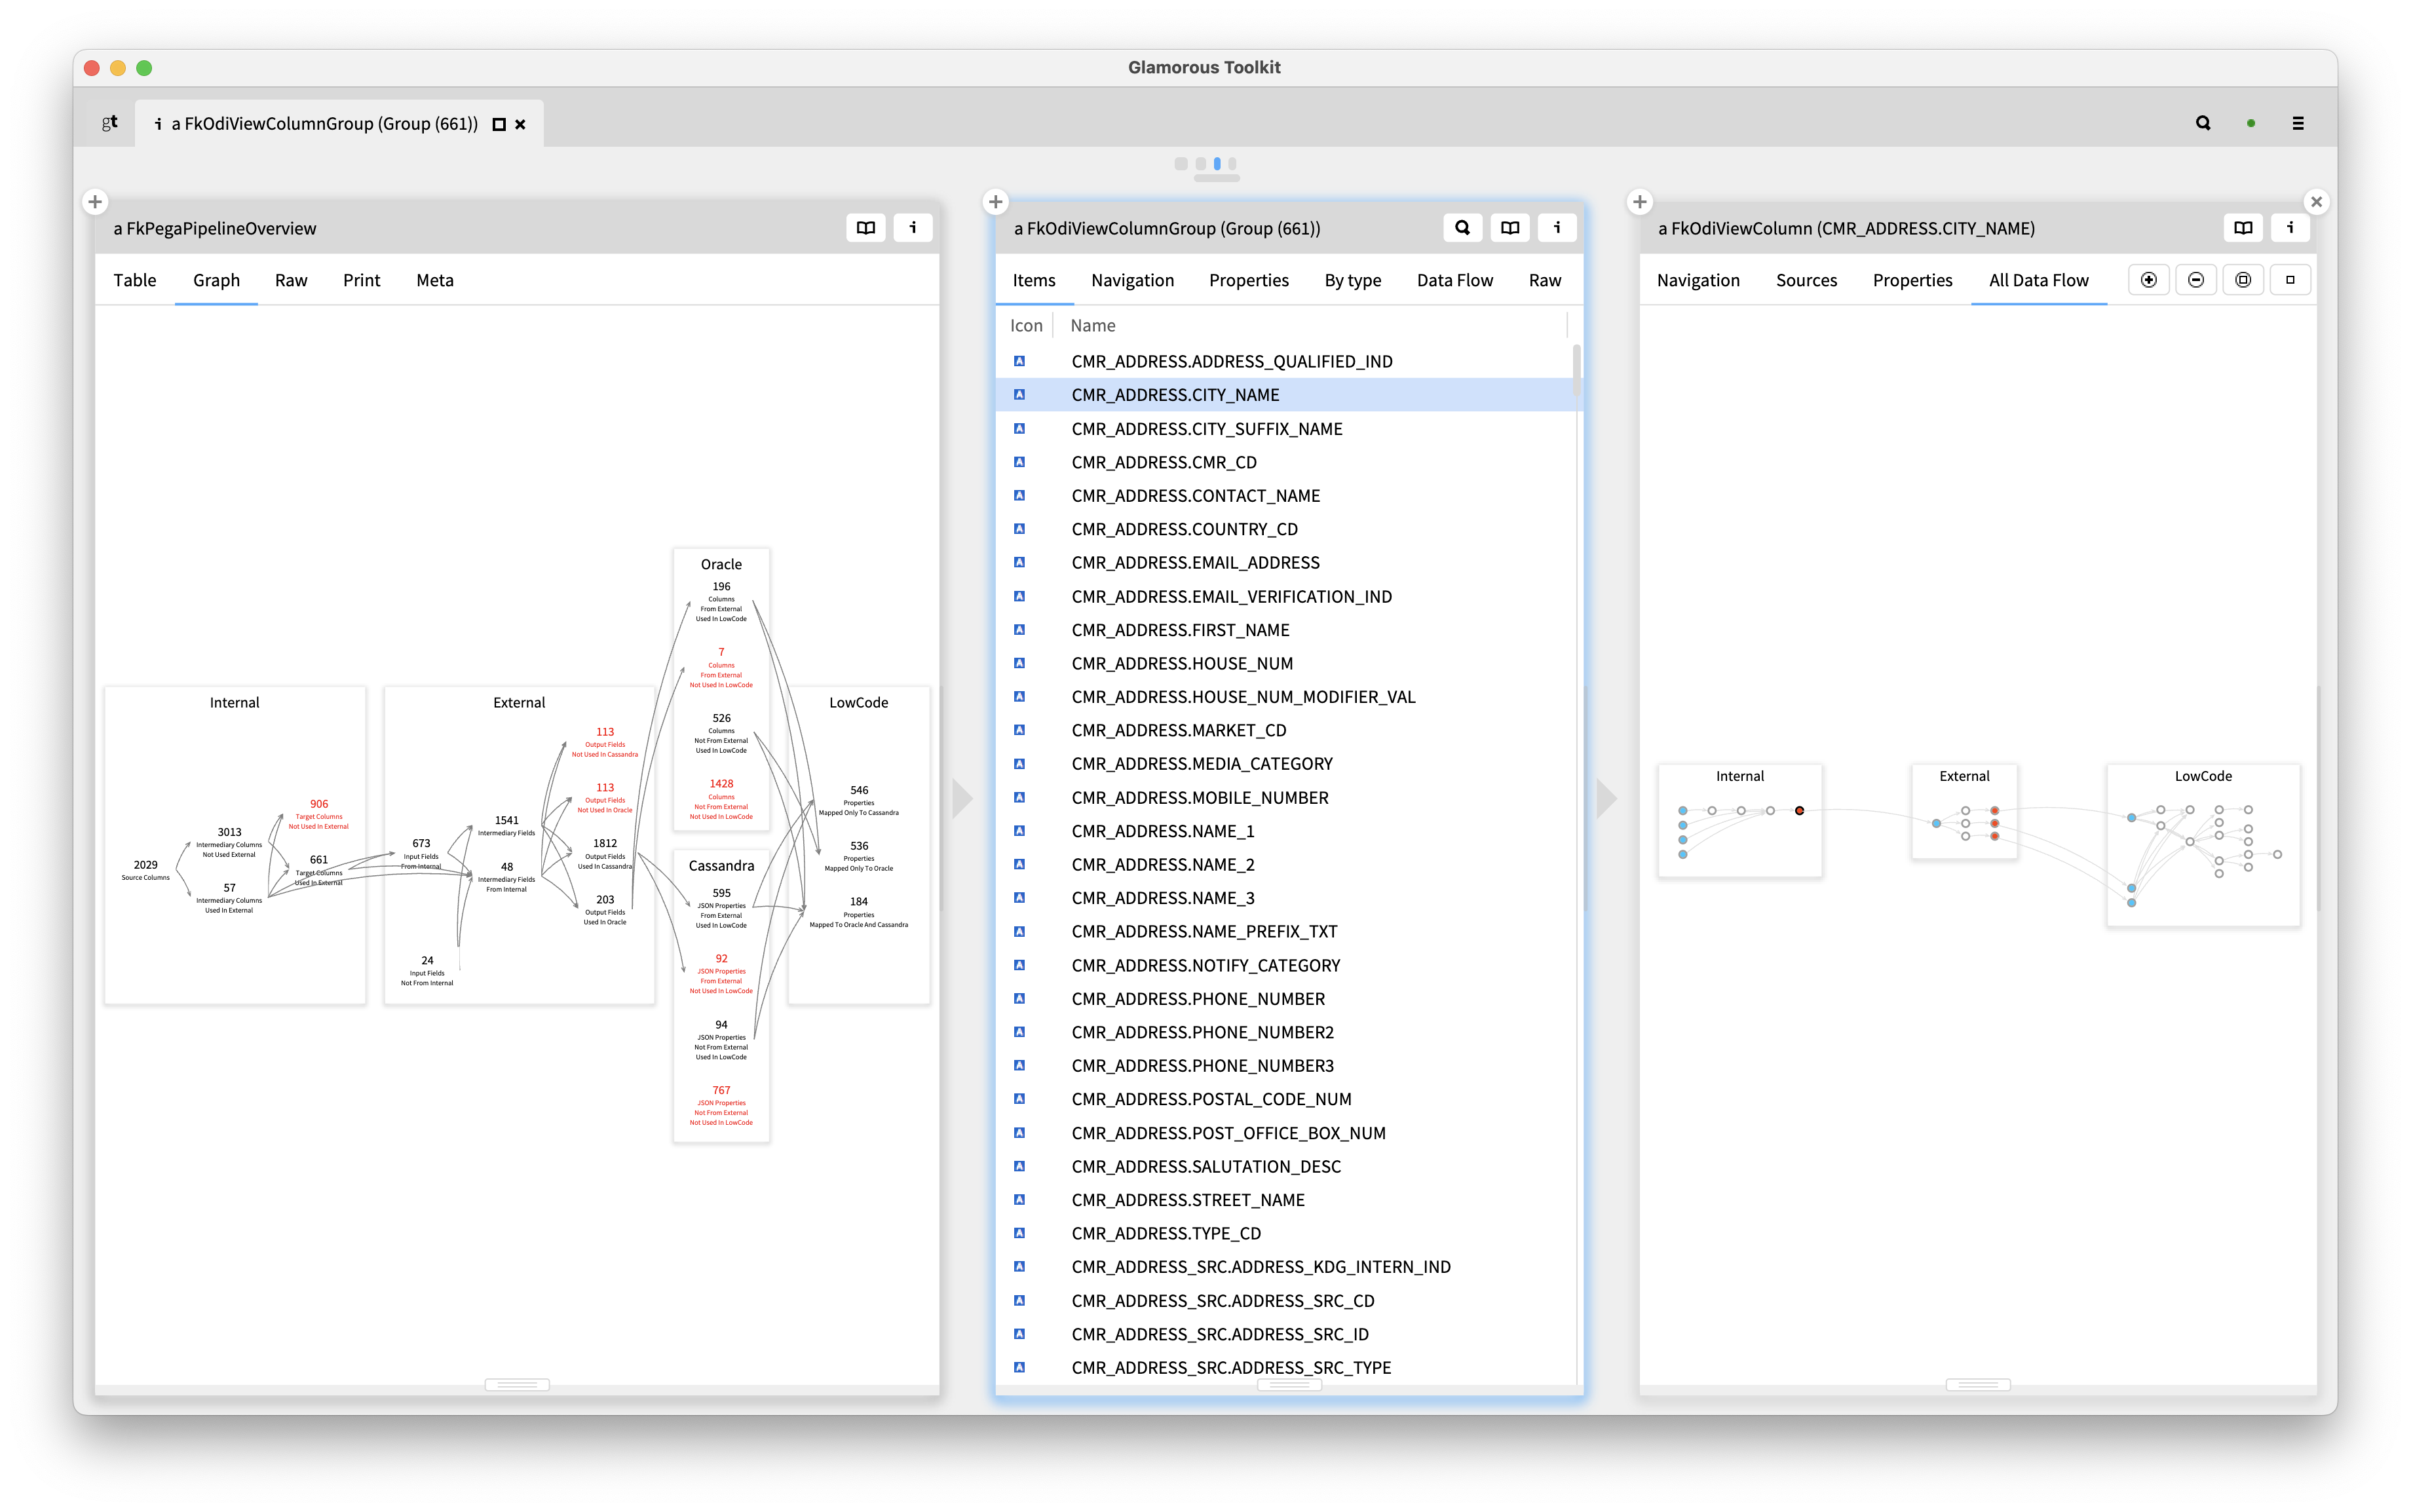 Glamorous Toolkit
gt
i a FkOdiViewColumnGroup (Group (661))
a FkPegaPipelineOverview
i
Table Graph Raw Print Meta
Internal
2029
Source Columns
3013
Intermediary Columns
Not Used External
57
Intermediary Columns
Used In External
906
Target Columns
Not Used In External
661
Target Columns
Used In External
External
673
Input Fields
From Internal
24
Input Fields
Not From Internal
1541
Intermediary Fields
48
Intermediary Fields
From Internal
113
Output Fields
Not Used In Cassandra
113
Output Fields
Not Used In Oracle
1812
Output Fields
Used In Cassandra
203
Output Fields
Used In Oracle
Oracle
196
Columns
From External
Used In LowCode
7
Columns
From External
Not Used In LowCode
526
Columns
Not From External
Used In LowCode
1428
Columns
Not From External
Not Used In LowCode
Cassandra
595
JSON Properties
From External
Used In LowCode
92
JSON Properties
From External
Not Used In LowCode
94
JSON Properties
Not From External
Used In LowCode
767
JSON Properties
Not From External
Not Used In LowCode
LowCode
546
Properties
Mapped Only To Cassandra
536
Properties
Mapped Only To Oracle
184
Properties
Mapped To Oracle And Cassandra
a FkOdiViewColumnGroup (Group (661))
i
Items Navigation Properties By type Data Flow Raw
Icon Name
A CMR_ADDRESS.ADDRESS_QUALIFIED_IND
A CMR_ADDRESS.CITY_NAME
A CMR_ADDRESS.CITY_SUFFIX_NAME
A CMR_ADDRESS.CMR_CD
A CMR_ADDRESS.CONTACT_NAME
A CMR_ADDRESS.COUNTRY_CD
A CMR_ADDRESS.EMAIL_ADDRESS
A CMR_ADDRESS.EMAIL_VERIFICATION_IND
A CMR_ADDRESS.FIRST_NAME
A CMR_ADDRESS.HOUSE_NUM
A CMR_ADDRESS.HOUSE_NUM_MODIFIER_VAL
A CMR_ADDRESS.MARKET_CD
A CMR_ADDRESS.MEDIA_CATEGORY
A CMR_ADDRESS.MOBILE_NUMBER
A CMR_ADDRESS.NAME_1
A CMR_ADDRESS.NAME_2
A CMR_ADDRESS.NAME_3
A CMR_ADDRESS.NAME_PREFIX_TXT
A CMR_ADDRESS.NOTIFY_CATEGORY
A CMR_ADDRESS.PHONE_NUMBER
A CMR_ADDRESS.PHONE_NUMBER2
A CMR_ADDRESS.PHONE_NUMBER3
A CMR_ADDRESS.POSTAL_CODE_NUM
A CMR_ADDRESS.POST_OFFICE_BOX_NUM
A CMR_ADDRESS.SALUTATION_DESC
A CMR_ADDRESS.STREET_NAME
A CMR_ADDRESS.TYPE_CD
A CMR_ADDRESS_SRC.ADDRESS_KDG_INTERN_IND
A CMR_ADDRESS_SRC.ADDRESS_SRC_CD
A CMR_ADDRESS_SRC.ADDRESS_SRC_ID
A CMR_ADDRESS_SRC.ADDRESS_SRC_TYPE
a FkOdiViewColumn (CMR_ADDRESS.CITY_NAME)
i
Navigation Sources Properties All Data Flow
Internal
External
LowCode